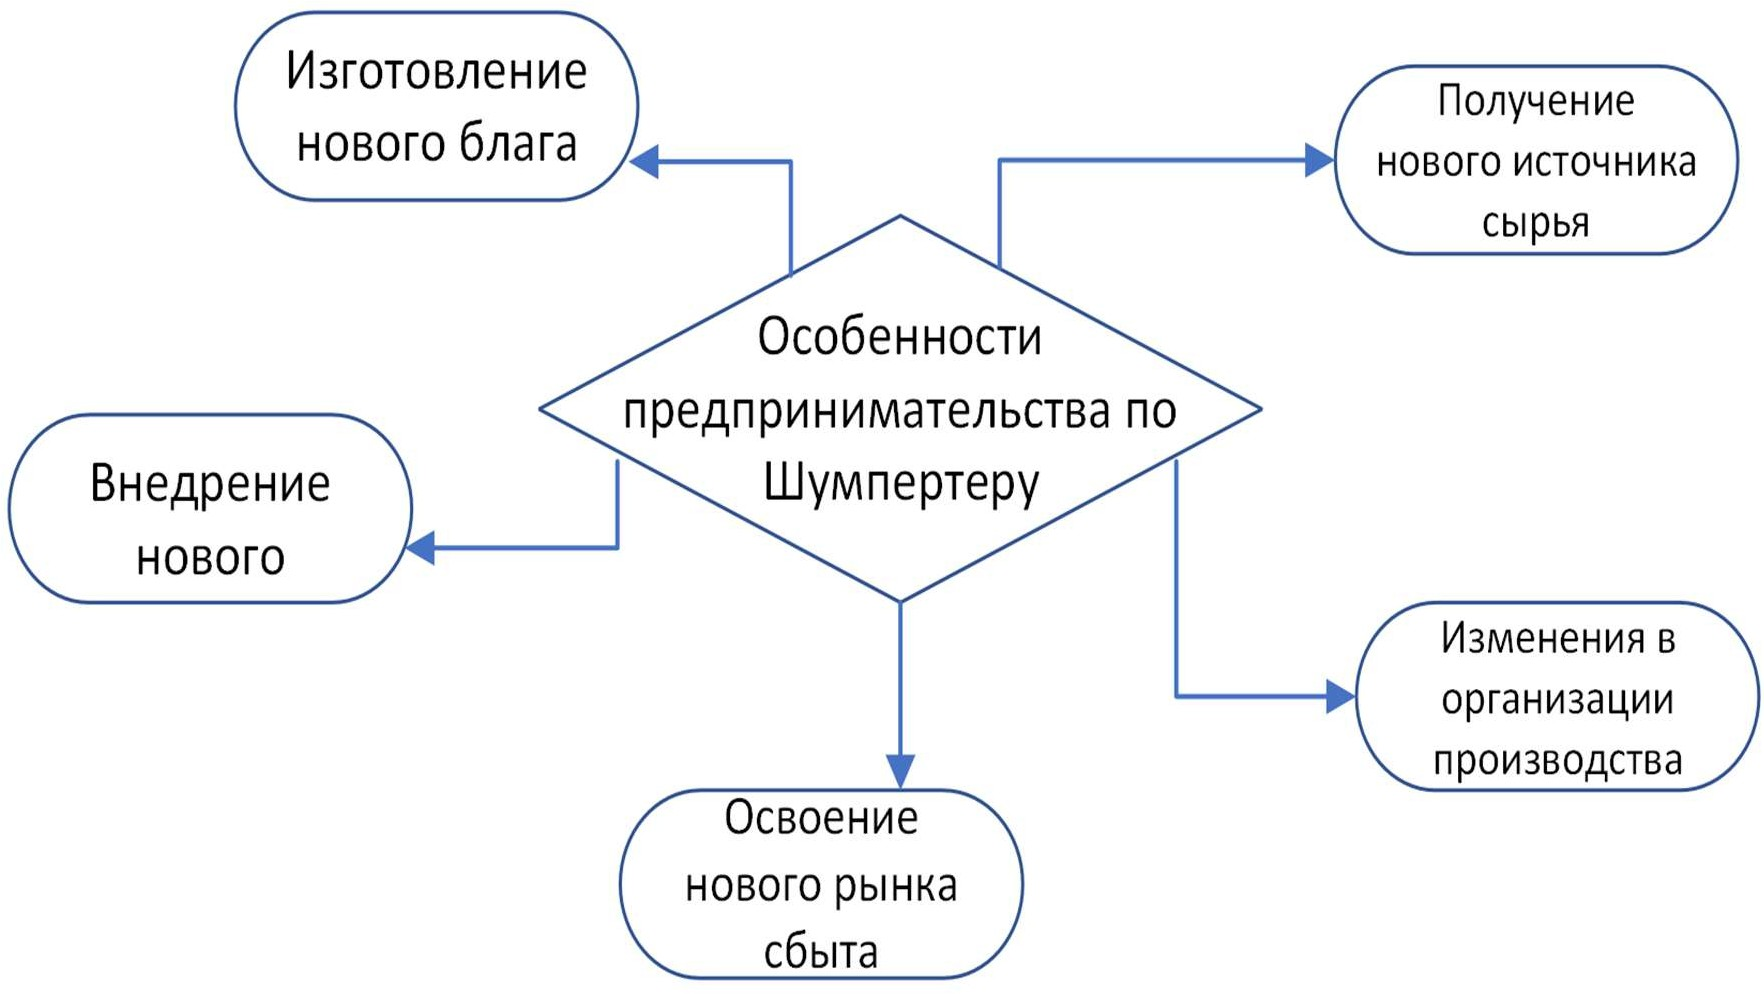 Изготовление
нового блага
Получение
нового источника
сырья
Особенности
предпринимательства по
Шумпертеру
Внедрение
нового
Изменения в
организации
производства
Освоение
нового рынка
сбыта